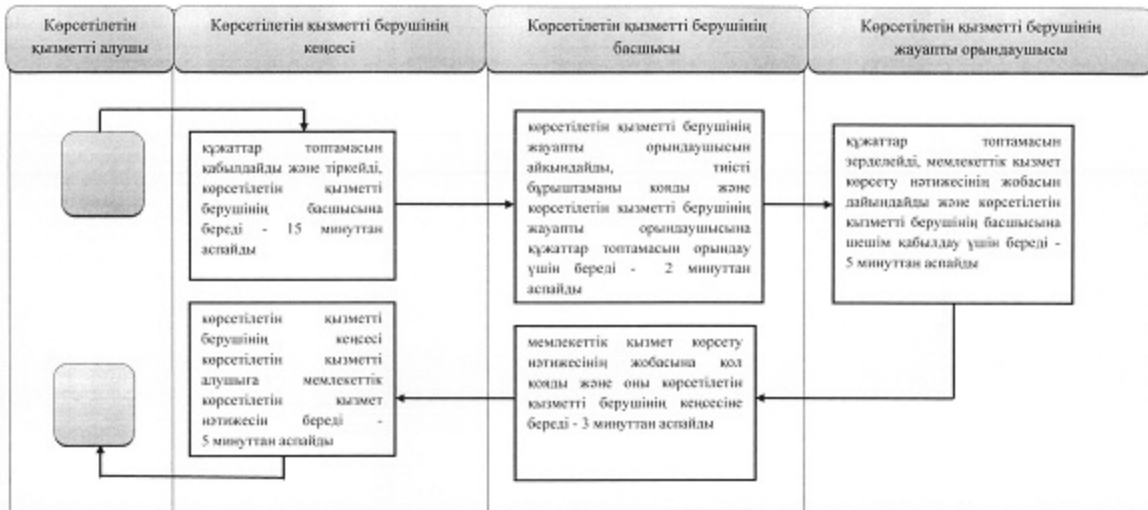 Көрсетілетін
қызметті алушы
Көрсетілетін қызметті берушінің
кеңсесі
Көрсетілетін қызметті берушінің
басшысы
Көрсетілетін қызметті берушінің
жауапты орындаушысы
құжаттар топтамасын
қабылдайды және тіркейді,
көрсетілетін қызметті
берушінің басшысына
береді - 15 минуттан
аспайды
көрсетілетін қызметті берушінің
жауапты орындаушысын
айқындайды, тиісті
бұрыштаманы қояды және
көрсетілетін қызметті берушінің
жауапты орындаушысына
құжаттар топтамасын орындау
үшін береді - 2 минуттан
аспайды
құжаттар топтамасын
зерделейді, мемлекеттік қызмет
көрсету нәтижесінің жобасын
дайындайды және көрсетілетін
қызметті берушінің басшысына
шешім қабылдау үшін береді -
5 минуттан аспайды
көрсетілетін қызметті
берушінің кеңсесі
көрсетілетін қызметті
алушыға мемлекеттік
көрсетілетін қызмет
нәтижесін береді -
5 минуттан аспайды
мемлекеттік қызмет көрсету
нәтижесінің жобасына қол
қояды және оны көрсетілетін
қызметті берушінің кеңсесіне
береді - 3 минуттан аспайды